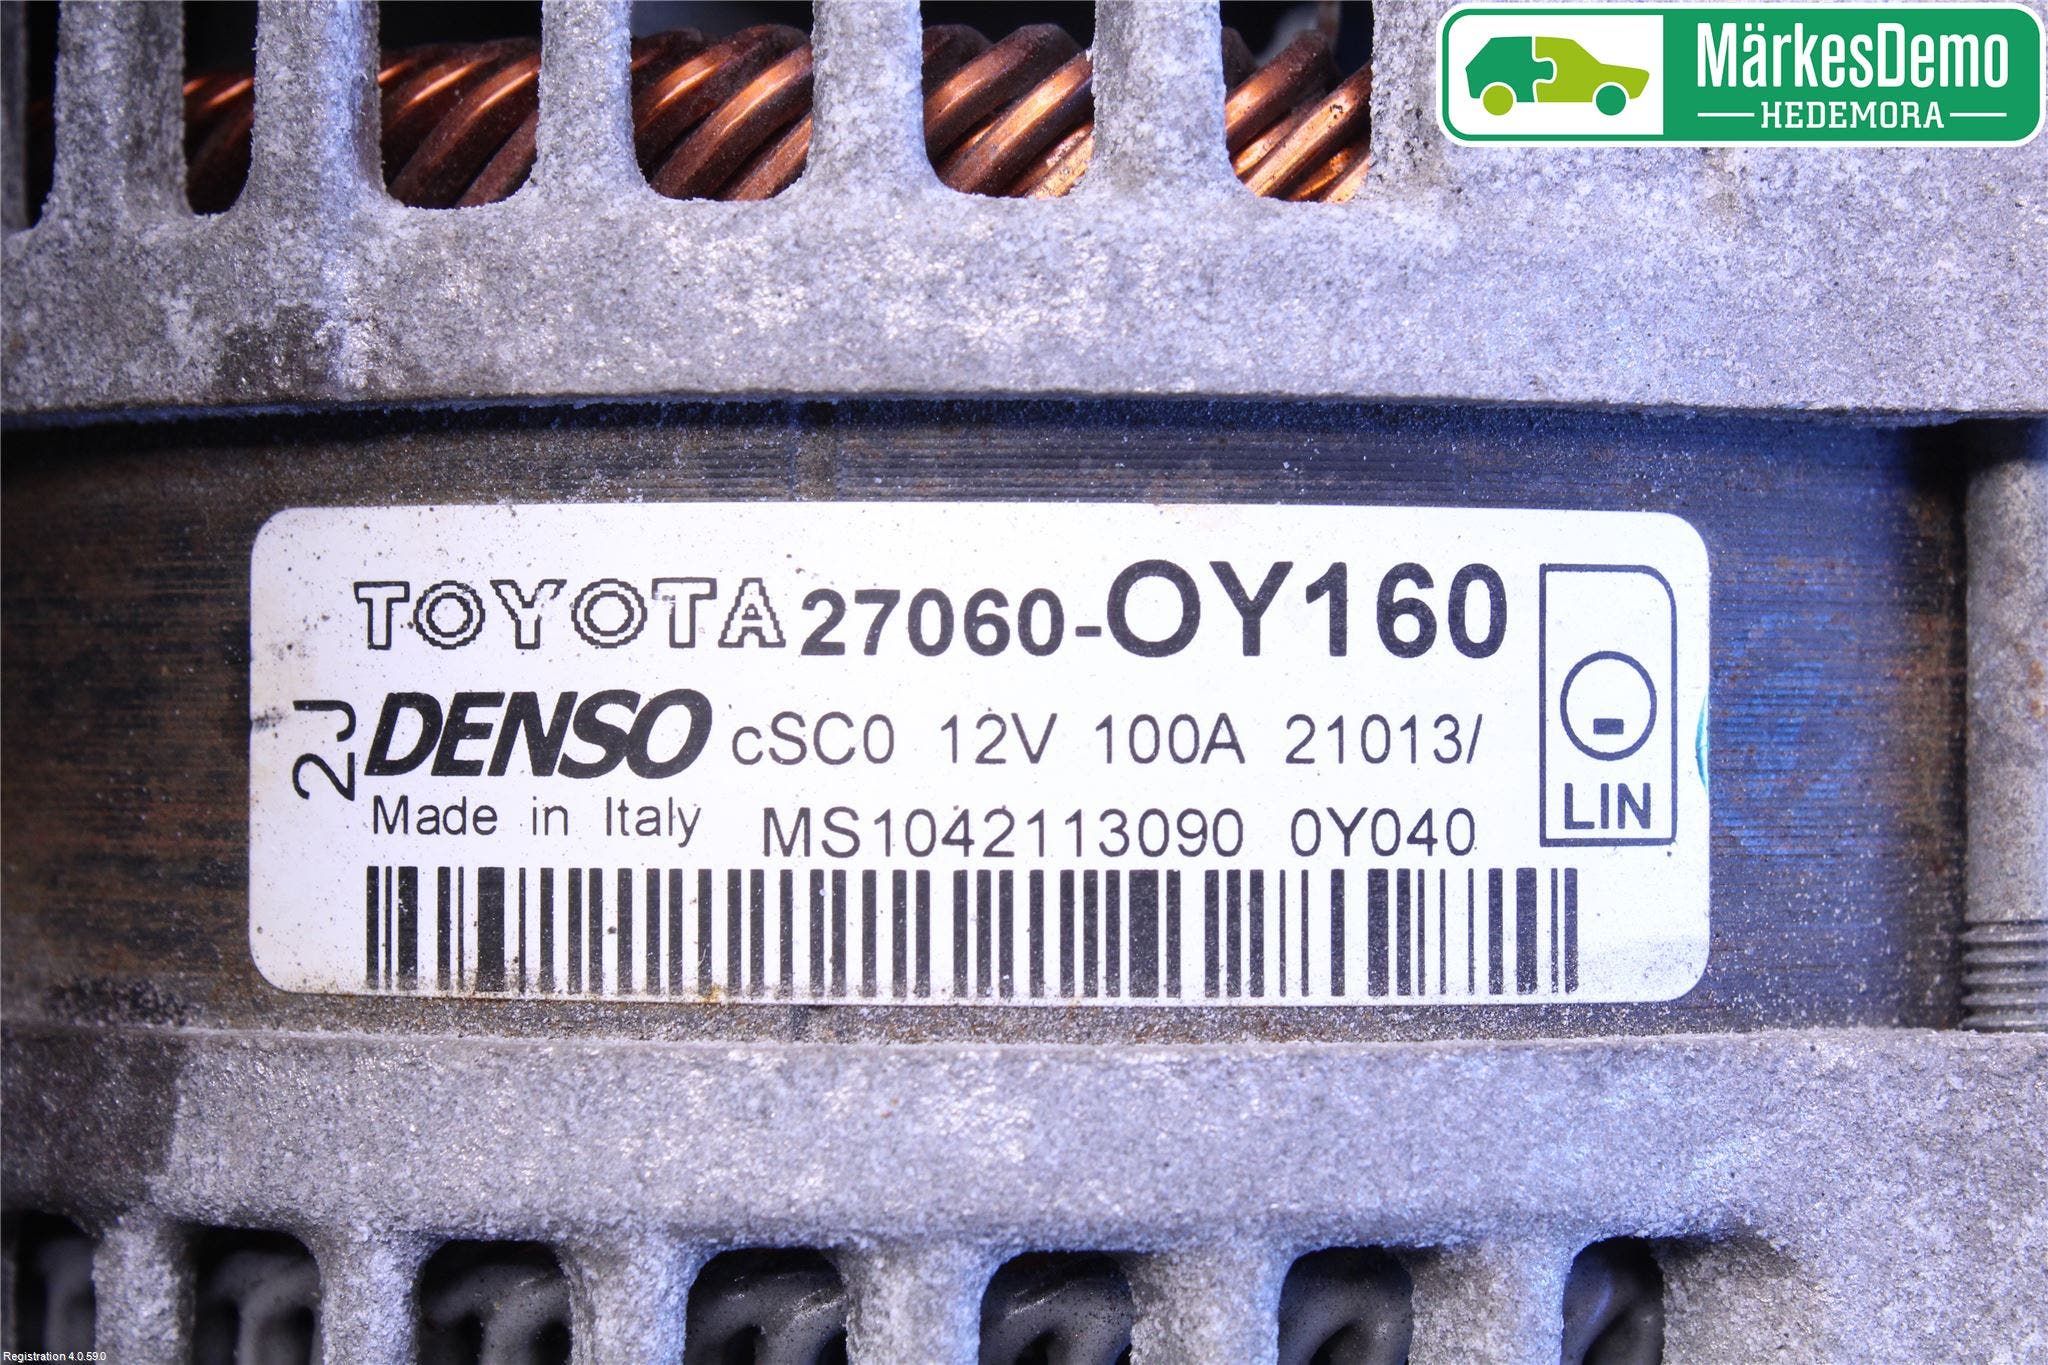 MärkesDemo
HEDEMORA
TOYOTA 27060-0Y160
2J
DENSO cSC0 12V 100A 21013/
Made in Italy MS1042113090 0Y040
LIN
Registration 4.0.59.0